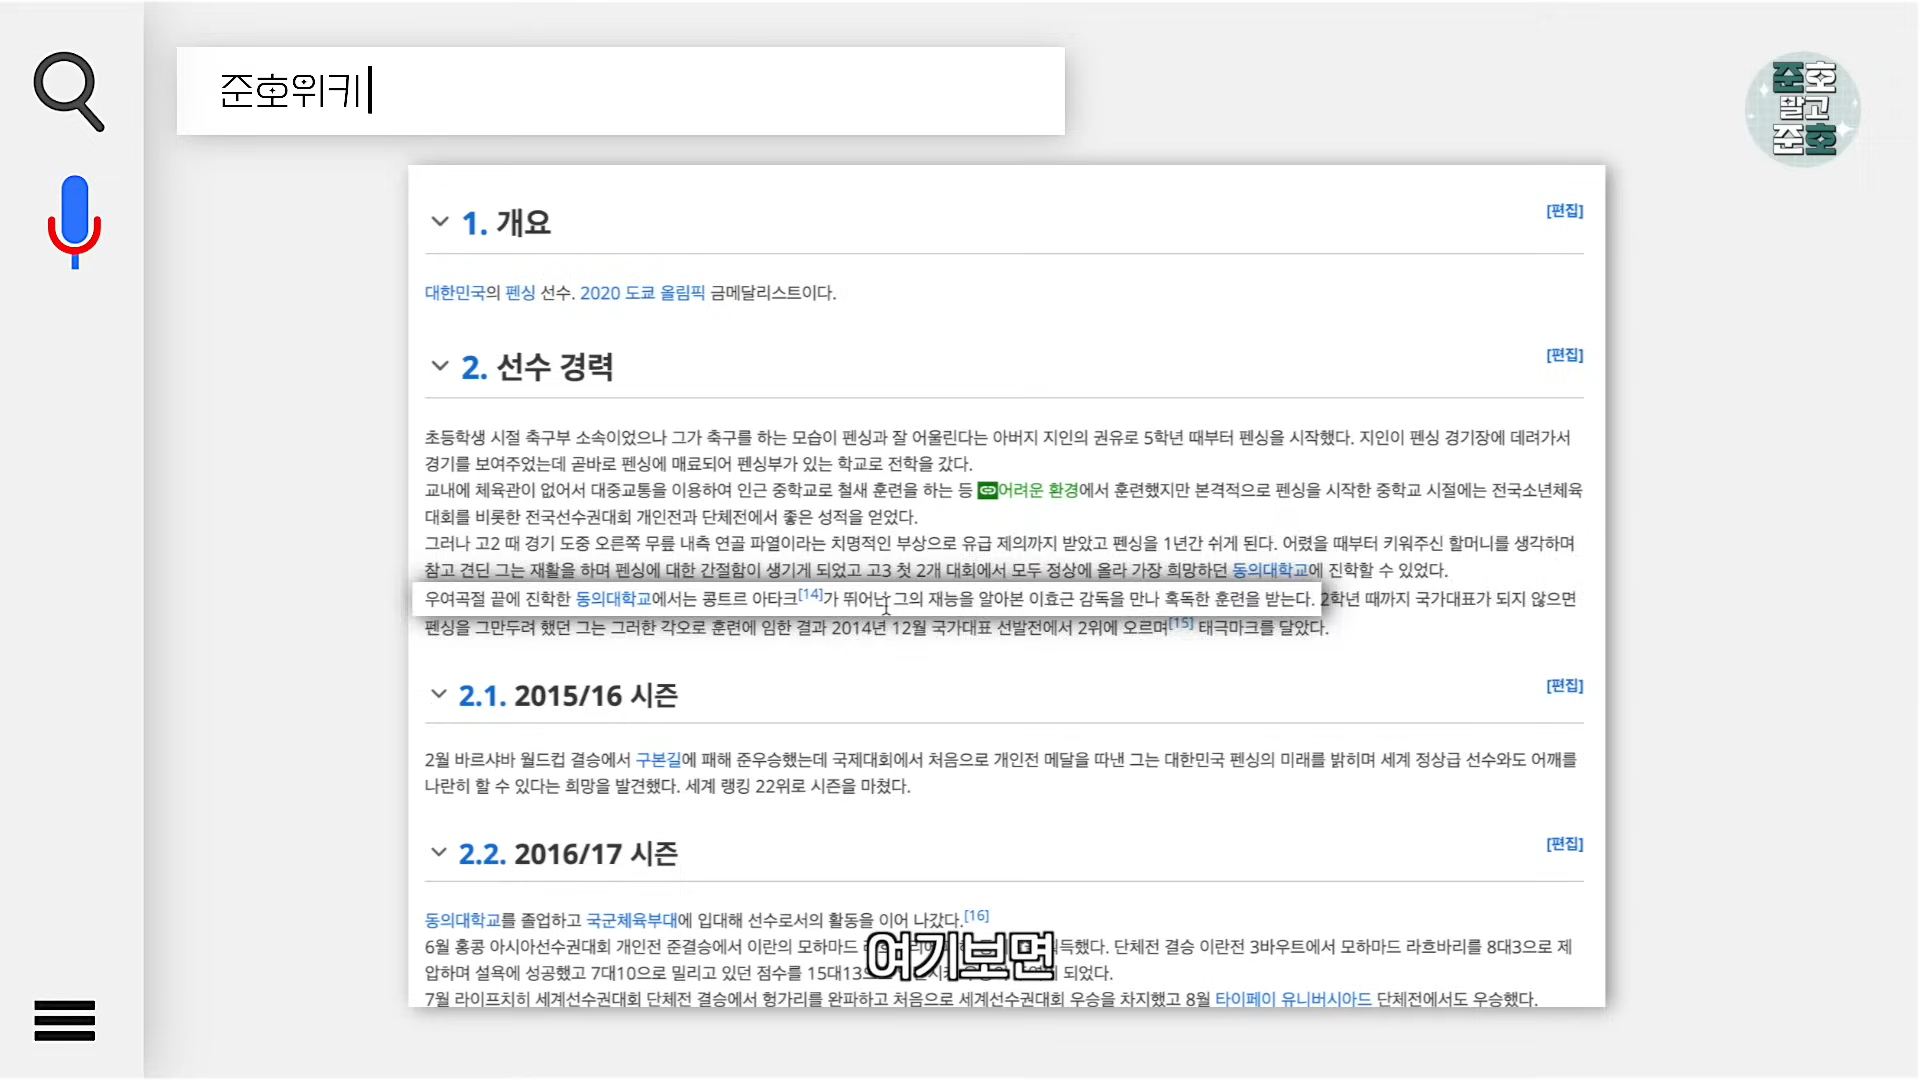 준호위키
준호
말고
준호
1. 개요
[편집]
대한민국의 펜싱 선수. 2020 도쿄 올림픽 금메달리스트이다.
2. 선수 경력
[편집]
초등학생 시절 축구부 소속이었으나 그가 축구를 하는 모습이 펜싱과 잘 어울린다는 아버지 지인의 권유로 5학년 때부터 펜싱을 시작했다. 지인이 펜싱 경기장에 데려가서
경기를 보여주었는데 곧바로 펜싱에 매료되어 펜싱부가 있는 학교로 전학을 갔다.
교내에 체육관이 없어서 대중교통을 이용하여 인근 중학교로 철새 훈련을 하는 등 어려운 환경에서 훈련했지만 본격적으로 펜싱을 시작한 중학교 시절에는 전국소년체육
대회를 비롯한 전국선수권대회 개인전과 단체전에서 좋은 성적을 얻었다.
그러나 고2 때 경기 도중 오른쪽 무릎 내측 연골 파열이라는 치명적인 부상으로 유급 제의까지 받았고 펜싱을 1년간 쉬게 된다. 어렸을 때부터 키워주신 할머니를 생각하며
참고 견딘 그는 재활을 하며 펜싱에 대한 간절함이 생기게 되었고 고3 첫 2개 대회에서 모두 정상에 올라 가장 희망하던 동의대학교에 진학할 수 있었다.
우여곡절 끝에 진학한 동의대학교에서는 콩트르 아타크[14]가 뛰어난 그의 재능을 알아본 이효근 감독을 만나 혹독한 훈련을 받는다. 2학년 때까지 국가대표가 되지 않으면
펜싱을 그만두려 했던 그는 그러한 각오로 훈련에 임한 결과 2014년 12월 국가대표 선발전에서 2위에 오르며[15] 태극마크를 달았다.
2.1. 2015/16 시즌
[편집]
2월 바르샤바 월드컵 결승에서 구본길에 패해 준우승했는데 국제대회에서 처음으로 개인전 메달을 따낸 그는 대한민국 펜싱의 미래를 밝히며 세계 정상급 선수와도 어깨를
나란히 할 수 있다는 희망을 발견했다. 세계 랭킹 22위로 시즌을 마쳤다.
2.2. 2016/17 시즌
[편집]
동의대학교를 졸업하고 국군체육부대에 입대해 선수로서의 활동을 이어 나갔다.[16]
6월 홍콩 아시아선수권대회 개인전 준결승에서 이란의 모하마드 획득했다. 단체전 결승 이란전 3바우트에서 모하마드 라흐바리를 8대3으로 제
압하며 설욕에 성공했고 7대10으로 밀리고 있던 점수를 15대13 되었다.
7월 라이프치히 세계선수권대회 단체전 결승에서 헝가리를 완파하고 처음으로 세계선수권대회 우승을 차지했고 8월 타이페이 유니버시아드 단체전에서도 우승했다.
여기보면